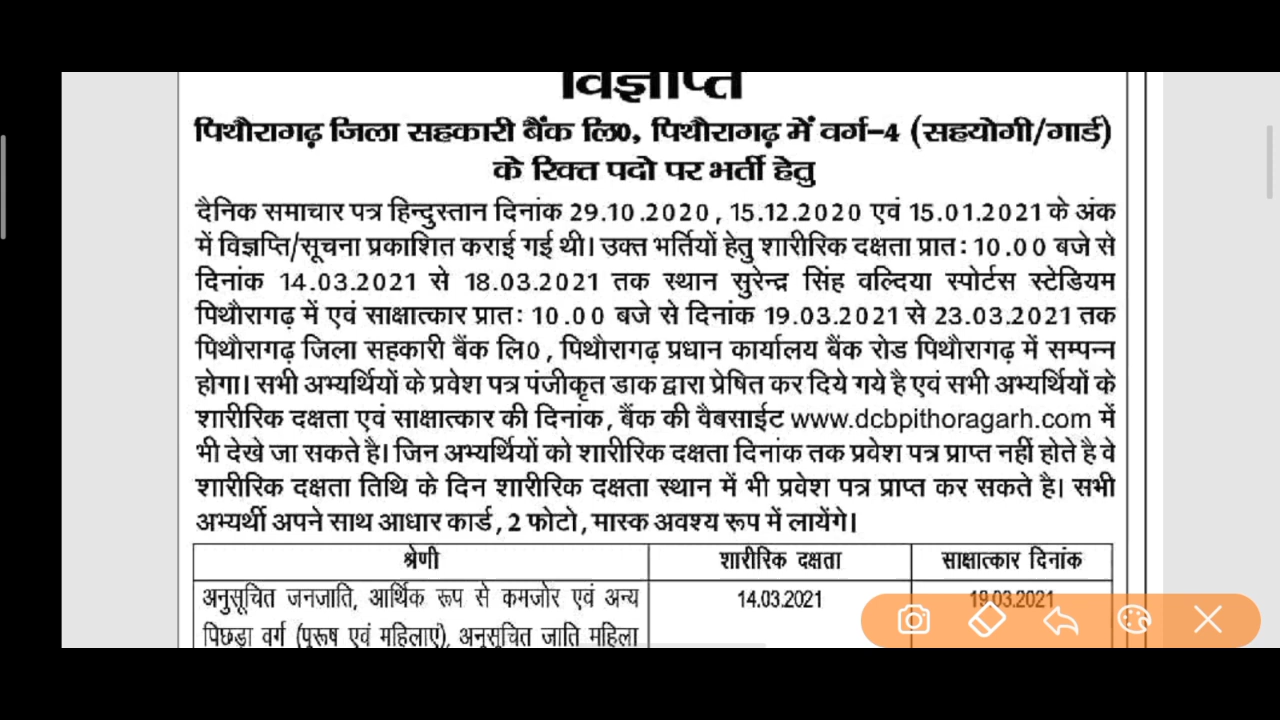 विज्ञप्ति
पिथौरागढ़ जिला सहकारी बैंक लि0, पिथौरागढ़ में वर्ग-4 (सहयोगी/गार्ड)
के रिक्त पदो पर भर्ती हेतु
दैनिक समाचार पत्र हिन्दुस्तान दिनांक 29.10.2020, 15.12.2020 एवं 15.01.2021 के अंक
में विज्ञप्ति/सूचना प्रकाशित कराई गई थी। उक्त भर्तियों हेतु शारीरिक दक्षता प्रात: 10.00 बजे से
दिनांक 14.03.2021 से 18.03.2021 तक स्थान सुरेन्द्र सिंह वल्दिया स्पोर्टस स्टेडियम
पिथौरागढ़ में एवं साक्षात्कार प्रात: 10.00 बजे से दिनांक 19.03.2021 से 23.03.2021 तक
पिथौरागढ़ जिला सहकारी बैंक लि0, पिथौरागढ़ प्रधान कार्यालय बैंक रोड पिथौरागढ़ में सम्पन्न
होगा। सभी अभ्यर्थियों के प्रवेश पत्र पंजीकृत डाक द्वारा प्रेषित कर दिये गये है एवं सभी अभ्यर्थियों के
शारीरिक दक्षता एवं साक्षात्कार की दिनांक, बैंक की वैबसाईट www.dcbpithoragarh.com में
भी देखे जा सकते है। जिन अभ्यर्थियों को शारीरिक दक्षता दिनांक तक प्रवेश पत्र प्राप्त नहीं होते है वे
शारीरिक दक्षता तिथि के दिन शारीरिक दक्षता स्थान में भी प्रवेश पत्र प्राप्त कर सकते है। सभी
अभ्यर्थी अपने साथ आधार कार्ड, 2 फोटो, मास्क अवश्य रूप में लायेंगे।
श्रेणी शारीरिक दक्षता साक्षात्कार दिनांक
अनुसूचित जनजाति, आर्थिक रूप से कमजोर एवं अन्य 14.03.2021 19.03.2021
पिछड़ा वर्ग (पुरूष एवं महिलाएं), अनुसूचित जाति महिला